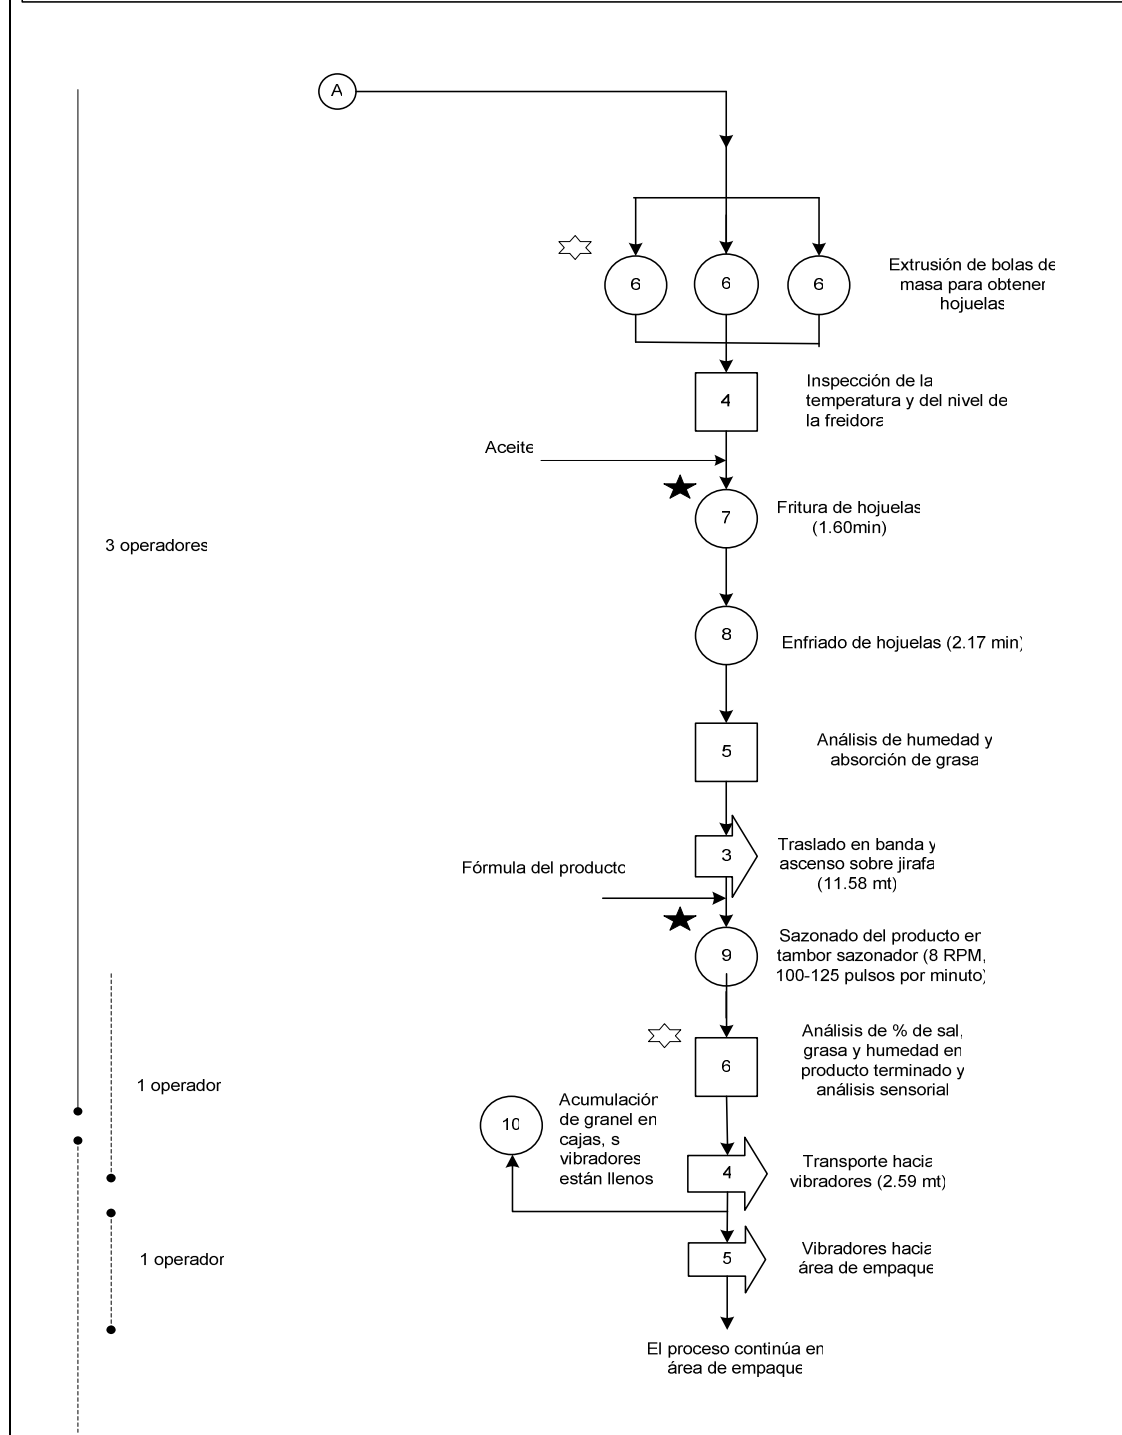 A
6
6
6
Extrusión de bolas de
masa para obtener
hojuelas
4
Inspección de la
temperatura y del nivel de
la freidora
Aceite
7
Fritura de hojuelas
(1.60min)
3 operadores
8
Enfriado de hojuelas (2.17 min)
5
Análisis de humedad y
absorción de grasa
3
Traslado en banda y
ascenso sobre jirafa
(11.58 mt)
Fórmula del producto
9
Sazonado del producto en
tambor sazonador (8 RPM,
100-125 pulsos por minuto)
6
Análisis de % de sal,
grasa y humedad en
producto terminado y
análisis sensorial
1 operador
10
Acumulación
de granel en
cajas, s
vibradores
están llenos
4
Transporte hacia
vibradores (2.59 mt)
1 operador
5
Vibradores hacia
área de empaque
El proceso continúa en
área de empaque